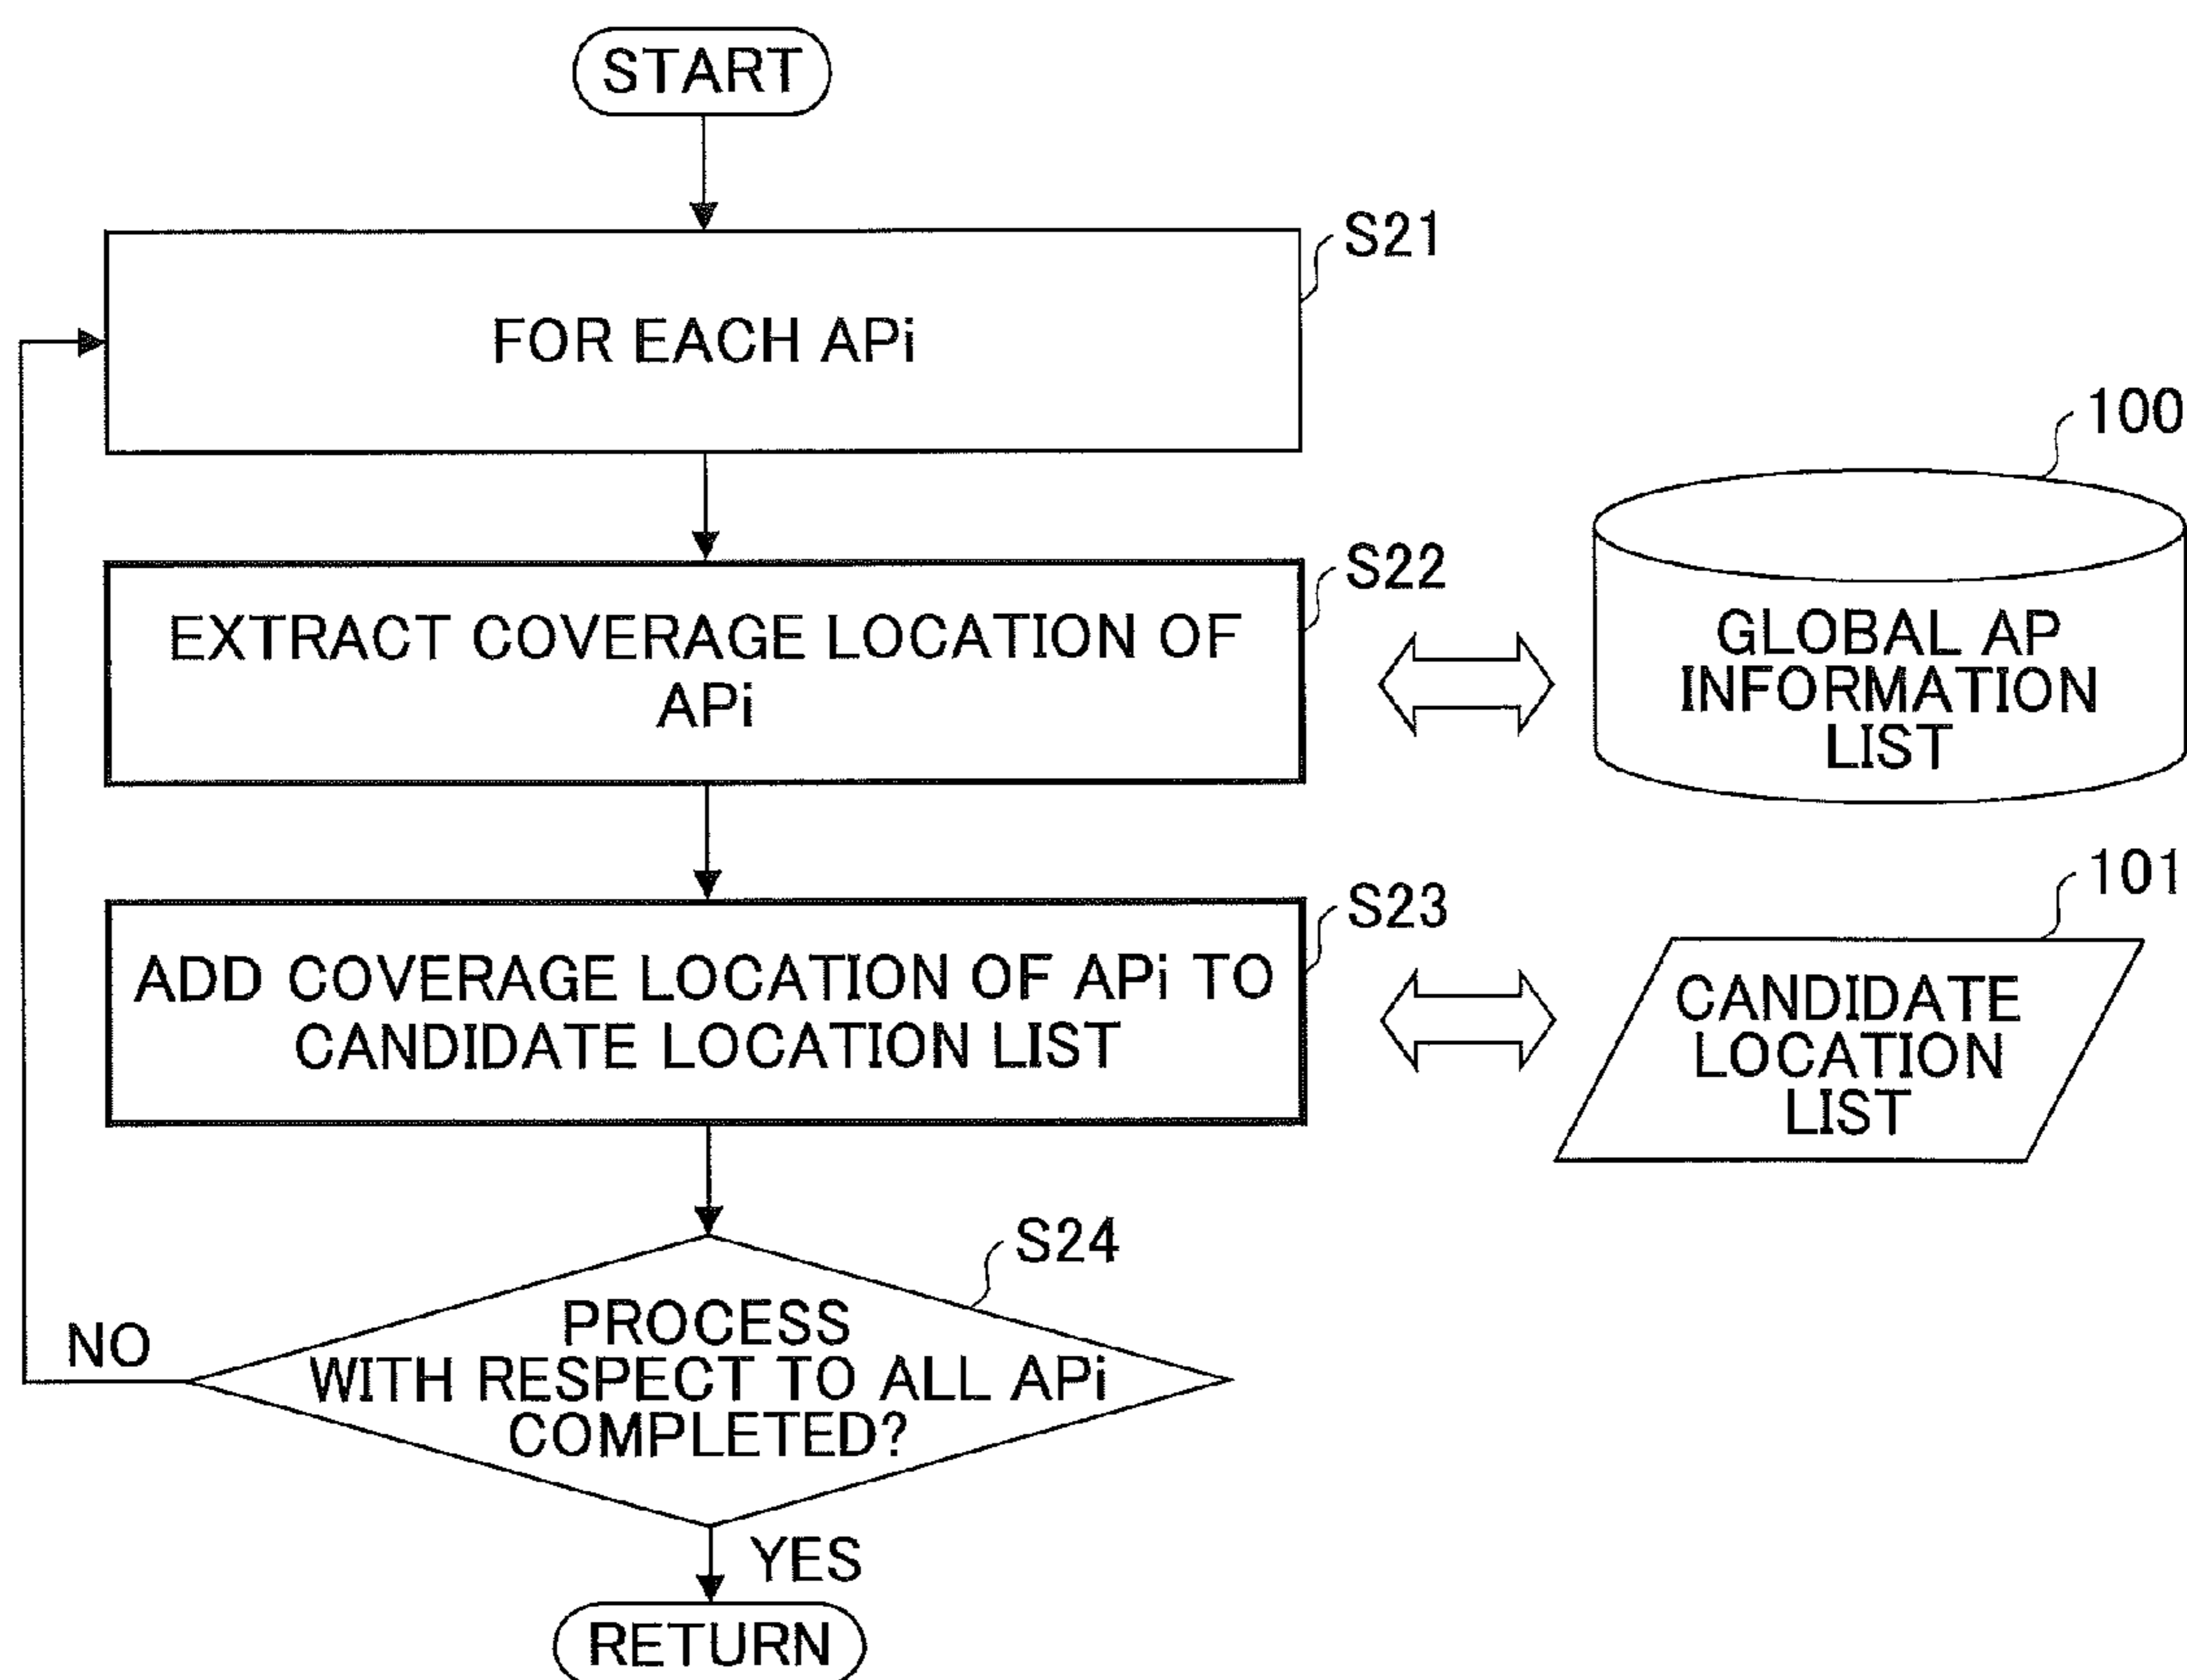 START
S21
FOR EACH APi
100
S22
EXTRACT COVERAGE LOCATION OF
APi
GLOBAL AP
INFORMATION
LIST
101
S23
ADD COVERAGE LOCATION OF APi TO
CANDIDATE LOCATION LIST
CANDIDATE
LOCATION
LIST
S24
PROCESS
WITH RESPECT TO ALL APi
COMPLETED?
NO
YES
RETURN